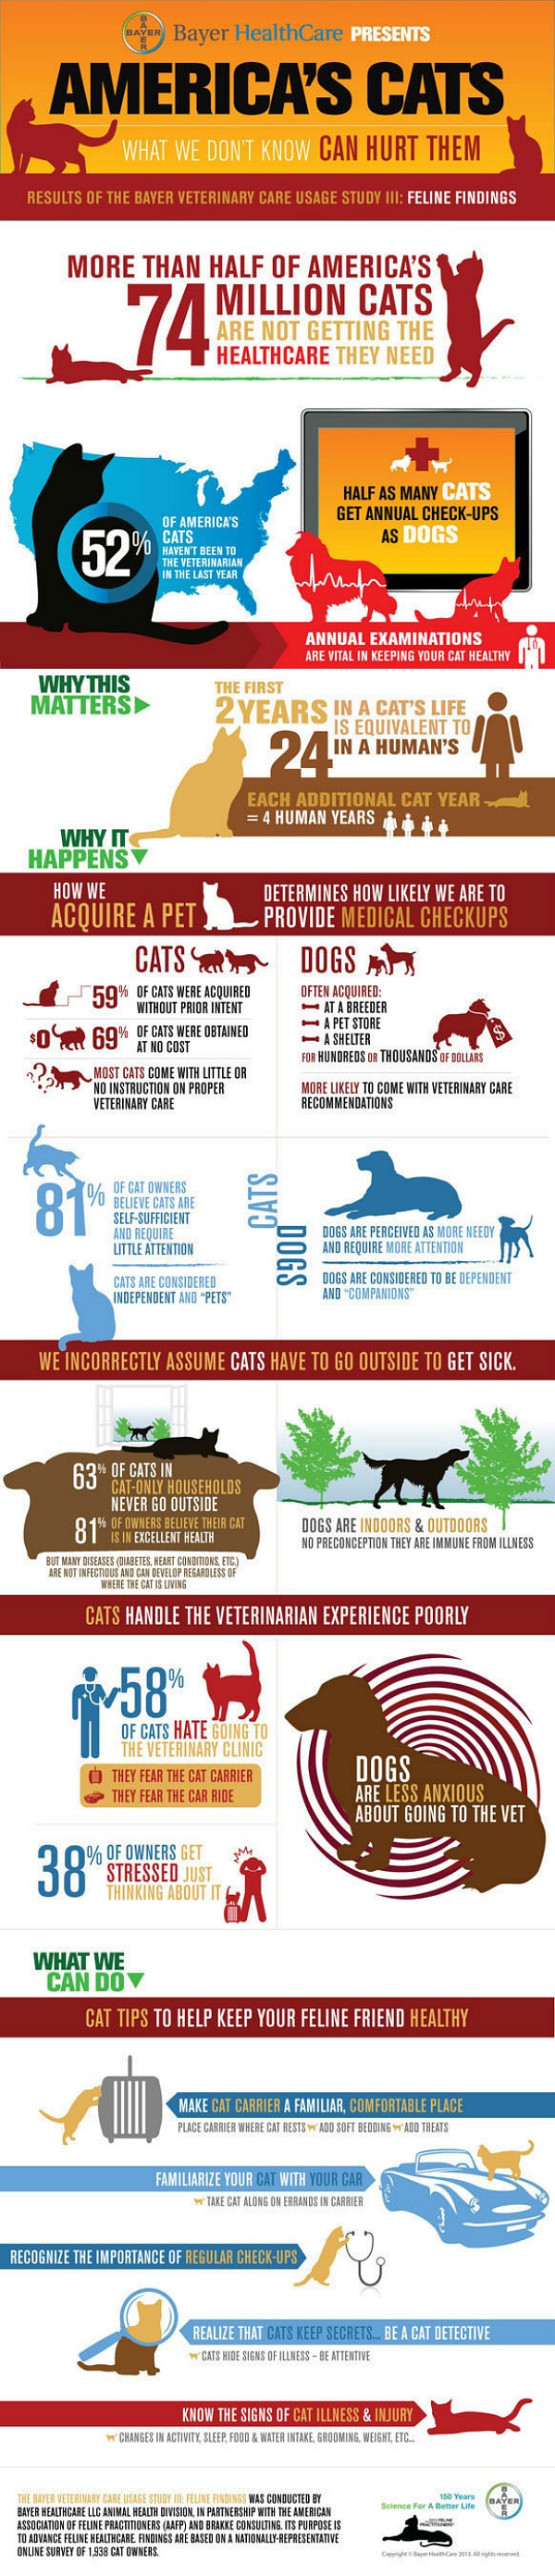 BAYER
BAYER
Bayer HealthCare PRESENTS
AMERICA'S CATS
WHAT WE DON'T KNOW CAN HURT THEM
RESULTS OF THE BAYER VETERINARY CARE USAGE STUDY III: FELINE FINDINGS
MORE THAN HALF OF AMERICA'S
74 MILLION CATS
ARE NOT GETTING THE
HEALTHCARE THEY NEED
52% OF AMERICA'S
CATS
HAVEN'T BEEN TO
THE VETERINARIAN
IN THE LAST YEAR
HALF AS MANY CATS
GET ANNUAL CHECK-UPS
AS DOGS
ANNUAL EXAMINATIONS
ARE VITAL IN KEEPING YOUR CAT HEALTHY
WHY THIS
MATTERS
THE FIRST
2 YEARS IN A CAT'S LIFE
IS EQUIVALENT TO
24 IN A HUMAN'S
EACH ADDITIONAL CAT YEAR
= 4 HUMAN YEARS
WHY IT
HAPPENS
HOW WE
ACQUIRE A PET
DETERMINES HOW LIKELY WE ARE TO
PROVIDE MEDICAL CHECKUPS
CATS
59% OF CATS WERE ACQUIRED
WITHOUT PRIOR INTENT
$0 69% OF CATS WERE OBTAINED
AT NO COST
??? MOST CATS COME WITH LITTLE OR
NO INSTRUCTION ON PROPER
VETERINARY CARE
DOGS
OFTEN ACQUIRED:
AT A BREEDER
A PET STORE
A SHELTER
$
FOR HUNDREDS OR THOUSANDS OF DOLLARS
MORE LIKELY TO COME WITH VETERINARY CARE
RECOMMENDATIONS
81% OF CAT OWNERS
BELIEVE CATS ARE
SELF-SUFFICIENT
AND REQUIRE
LITTLE ATTENTION
CATS ARE CONSIDERED
INDEPENDENT AND "PETS"
CATS
DOGS
DOGS ARE PERCEIVED AS MORE NEEDY
AND REQUIRE MORE ATTENTION
DOGS ARE CONSIDERED TO BE DEPENDENT
AND "COMPANIONS"
WE INCORRECTLY ASSUME CATS HAVE TO GO OUTSIDE TO GET SICK.
63% OF CATS IN
CAT-ONLY HOUSEHOLDS
NEVER GO OUTSIDE
81% OF OWNERS BELIEVE THEIR CAT
IS IN EXCELLENT HEALTH
BUT MANY DISEASES (DIABETES, HEART CONDITIONS, ETC.)
ARE NOT INFECTIOUS AND CAN DEVELOP REGARDLESS OF
WHERE THE CAT IS LIVING
DOGS ARE INDOORS & OUTDOORS
NO PRECONCEPTION THEY ARE IMMUNE FROM ILLNESS
CATS HANDLE THE VETERINARIAN EXPERIENCE POORLY
58%
OF CATS HATE GOING TO
THE VETERINARY CLINIC
THEY FEAR THE CAT CARRIER
THEY FEAR THE CAR RIDE
DOGS
ARE LESS ANXIOUS
ABOUT GOING TO THE VET
38% OF OWNERS GET
STRESSED JUST
THINKING ABOUT IT
WHAT WE
CAN DO
CAT TIPS TO HELP KEEP YOUR FELINE FRIEND HEALTHY
MAKE CAT CARRIER A FAMILIAR, COMFORTABLE PLACE
PLACE CARRIER WHERE CAT RESTS ADD SOFT BEDDING ADD TREATS
FAMILIARIZE YOUR CAT WITH YOUR CAR
TAKE CAT ALONG ON ERRANDS IN CARRIER
RECOGNIZE THE IMPORTANCE OF REGULAR CHECK-UPS
REALIZE THAT CATS KEEP SECRETS... BE A CAT DETECTIVE
CATS HIDE SIGNS OF ILLNESS - BE ATTENTIVE
KNOW THE SIGNS OF CAT ILLNESS & INJURY
CHANGES IN ACTIVITY, SLEEP, FOOD & WATER INTAKE, GROOMING, WEIGHT, ETC...
THE BAYER VETERINARY CARE USAGE STUDY III: FELINE FINDINGS WAS CONDUCTED BY
BAYER HEALTHCARE LLC ANIMAL HEALTH DIVISION, IN PARTNERSHIP WITH THE AMERICAN
ASSOCIATION OF FELINE PRACTITIONERS (AAFP) AND BRAKKE CONSULTING. ITS PURPOSE IS
TO ADVANCE FELINE HEALTHCARE. FINDINGS ARE BASED ON A NATIONALLY-REPRESENTATIVE
ONLINE SURVEY OF 1,938 CAT OWNERS.
150 Years
Science For A Better Life
BAYER
BAYER
PRACTITIONERS
Copyright © Bayer HealthCare 2013. All rights reserved.